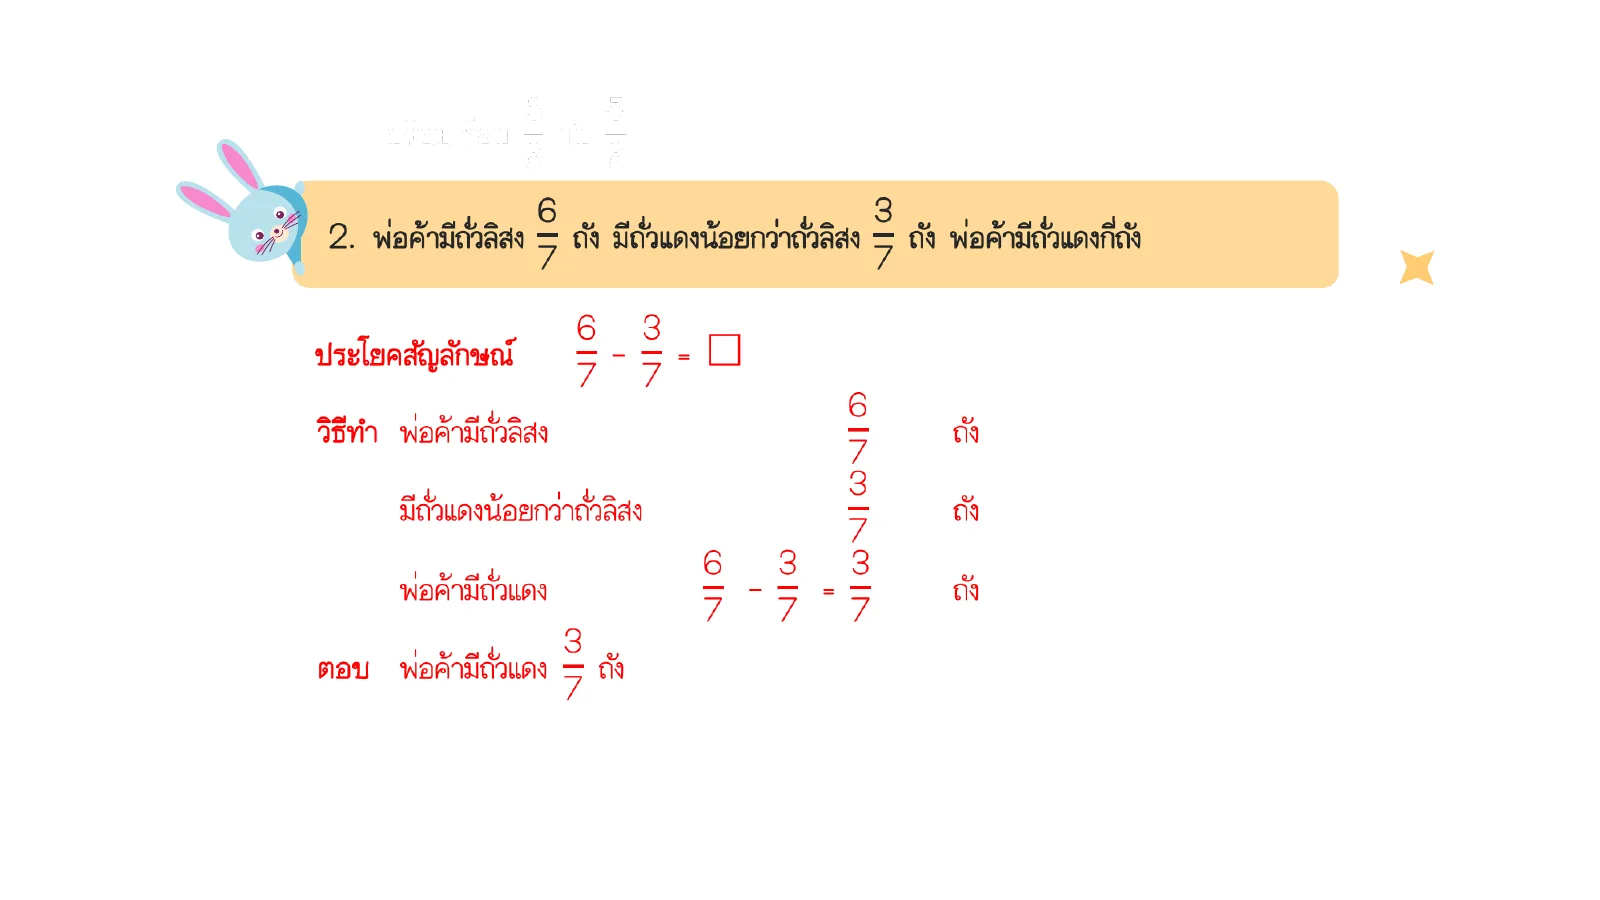 2. พ่อค้ามีถั่วลิสง 6/7 ถัง มีถั่วแดงน้อยกว่าถั่วลิสง 3/7 ถัง พ่อค้ามีถั่วแดงกี่ถัง
ประโยคสัญลักษณ์ 6/7 - 3/7 = □
วิธีทำ พ่อค้ามีถั่วลิสง 6/7 ถัง
มีถั่วแดงน้อยกว่าถั่วลิสง 3/7 ถัง
พ่อค้ามีถั่วแดง 6/7 - 3/7 = 3/7 ถัง
ตอบ พ่อค้ามีถั่วแดง 3/7 ถัง